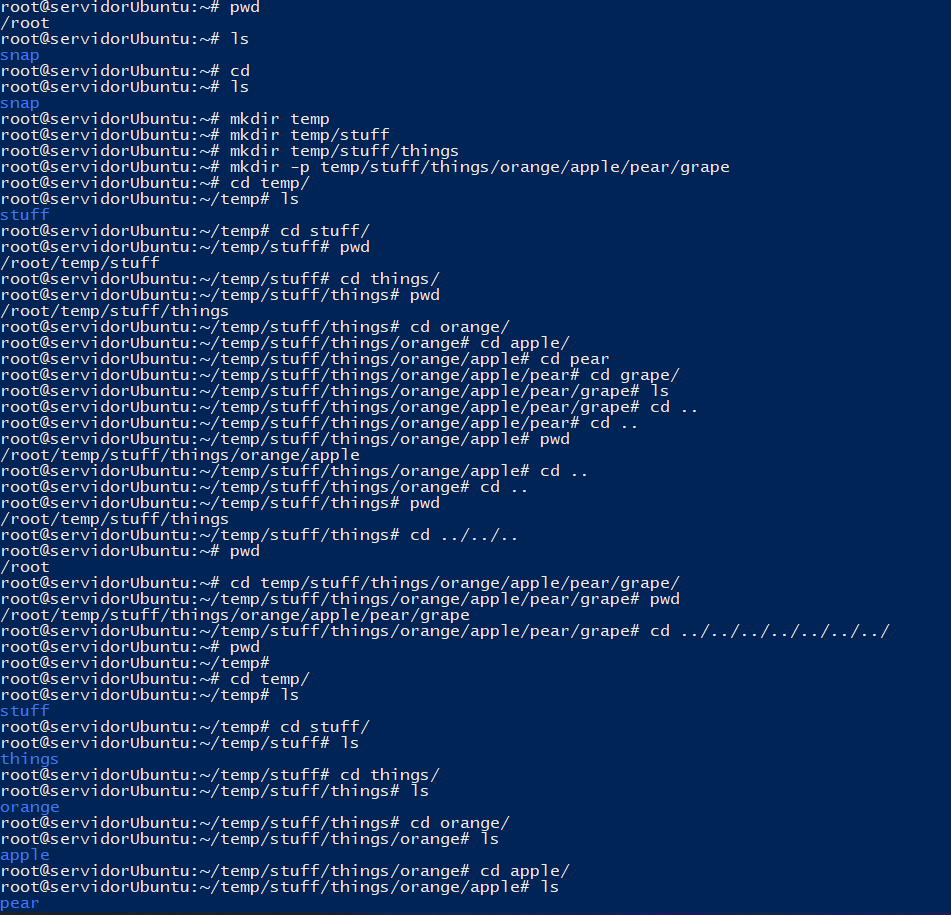 root@servidorUbuntu:~# pwd
/root
root@servidorUbuntu:~# ls
snap
root@servidorUbuntu:~# cd
root@servidorUbuntu:~# ls
snap
root@servidorUbuntu:~# mkdir temp
root@servidorUbuntu:~# mkdir temp/stuff
root@servidorUbuntu:~# mkdir temp/stuff/things
root@servidorUbuntu:~# mkdir -p temp/stuff/things/orange/apple/pear/grape
root@servidorUbuntu:~# cd temp/
root@servidorUbuntu:~/temp# ls
stuff
root@servidorUbuntu:~/temp# cd stuff/
root@servidorUbuntu:~/temp/stuff# pwd
/root/temp/stuff
root@servidorUbuntu:~/temp/stuff# cd things/
root@servidorUbuntu:~/temp/stuff/things# pwd
/root/temp/stuff/things
root@servidorUbuntu:~/temp/stuff/things# cd orange/
root@servidorUbuntu:~/temp/stuff/things/orange# cd apple/
root@servidorUbuntu:~/temp/stuff/things/orange/apple# cd pear
root@servidorUbuntu:~/temp/stuff/things/orange/apple/pear# cd grape/
root@servidorUbuntu:~/temp/stuff/things/orange/apple/pear/grape# ls
root@servidorUbuntu:~/temp/stuff/things/orange/apple/pear/grape# cd ..
root@servidorUbuntu:~/temp/stuff/things/orange/apple/pear# cd ..
root@servidorUbuntu:~/temp/stuff/things/orange/apple# pwd
/root/temp/stuff/things/orange/apple
root@servidorUbuntu:~/temp/stuff/things/orange/apple# cd ..
root@servidorUbuntu:~/temp/stuff/things/orange# cd ..
root@servidorUbuntu:~/temp/stuff/things# pwd
/root/temp/stuff/things
root@servidorUbuntu:~/temp/stuff/things# cd ../../..
root@servidorUbuntu:~# pwd
/root
root@servidorUbuntu:~# cd temp/stuff/things/orange/apple/pear/grape/
root@servidorUbuntu:~/temp/stuff/things/orange/apple/pear/grape# pwd
/root/temp/stuff/things/orange/apple/pear/grape
root@servidorUbuntu:~/temp/stuff/things/orange/apple/pear/grape# cd ../../../../../../../
root@servidorUbuntu:~# pwd
root@servidorUbuntu:~/temp#
root@servidorUbuntu:~# cd temp/
root@servidorUbuntu:~/temp# ls
stuff
root@servidorUbuntu:~/temp# cd stuff/
root@servidorUbuntu:~/temp/stuff# ls
things
root@servidorUbuntu:~/temp/stuff# cd things/
root@servidorUbuntu:~/temp/stuff/things# ls
orange
root@servidorUbuntu:~/temp/stuff/things# cd orange/
root@servidorUbuntu:~/temp/stuff/things/orange# ls
apple
root@servidorUbuntu:~/temp/stuff/things/orange# cd apple/
root@servidorUbuntu:~/temp/stuff/things/orange/apple# ls
pear